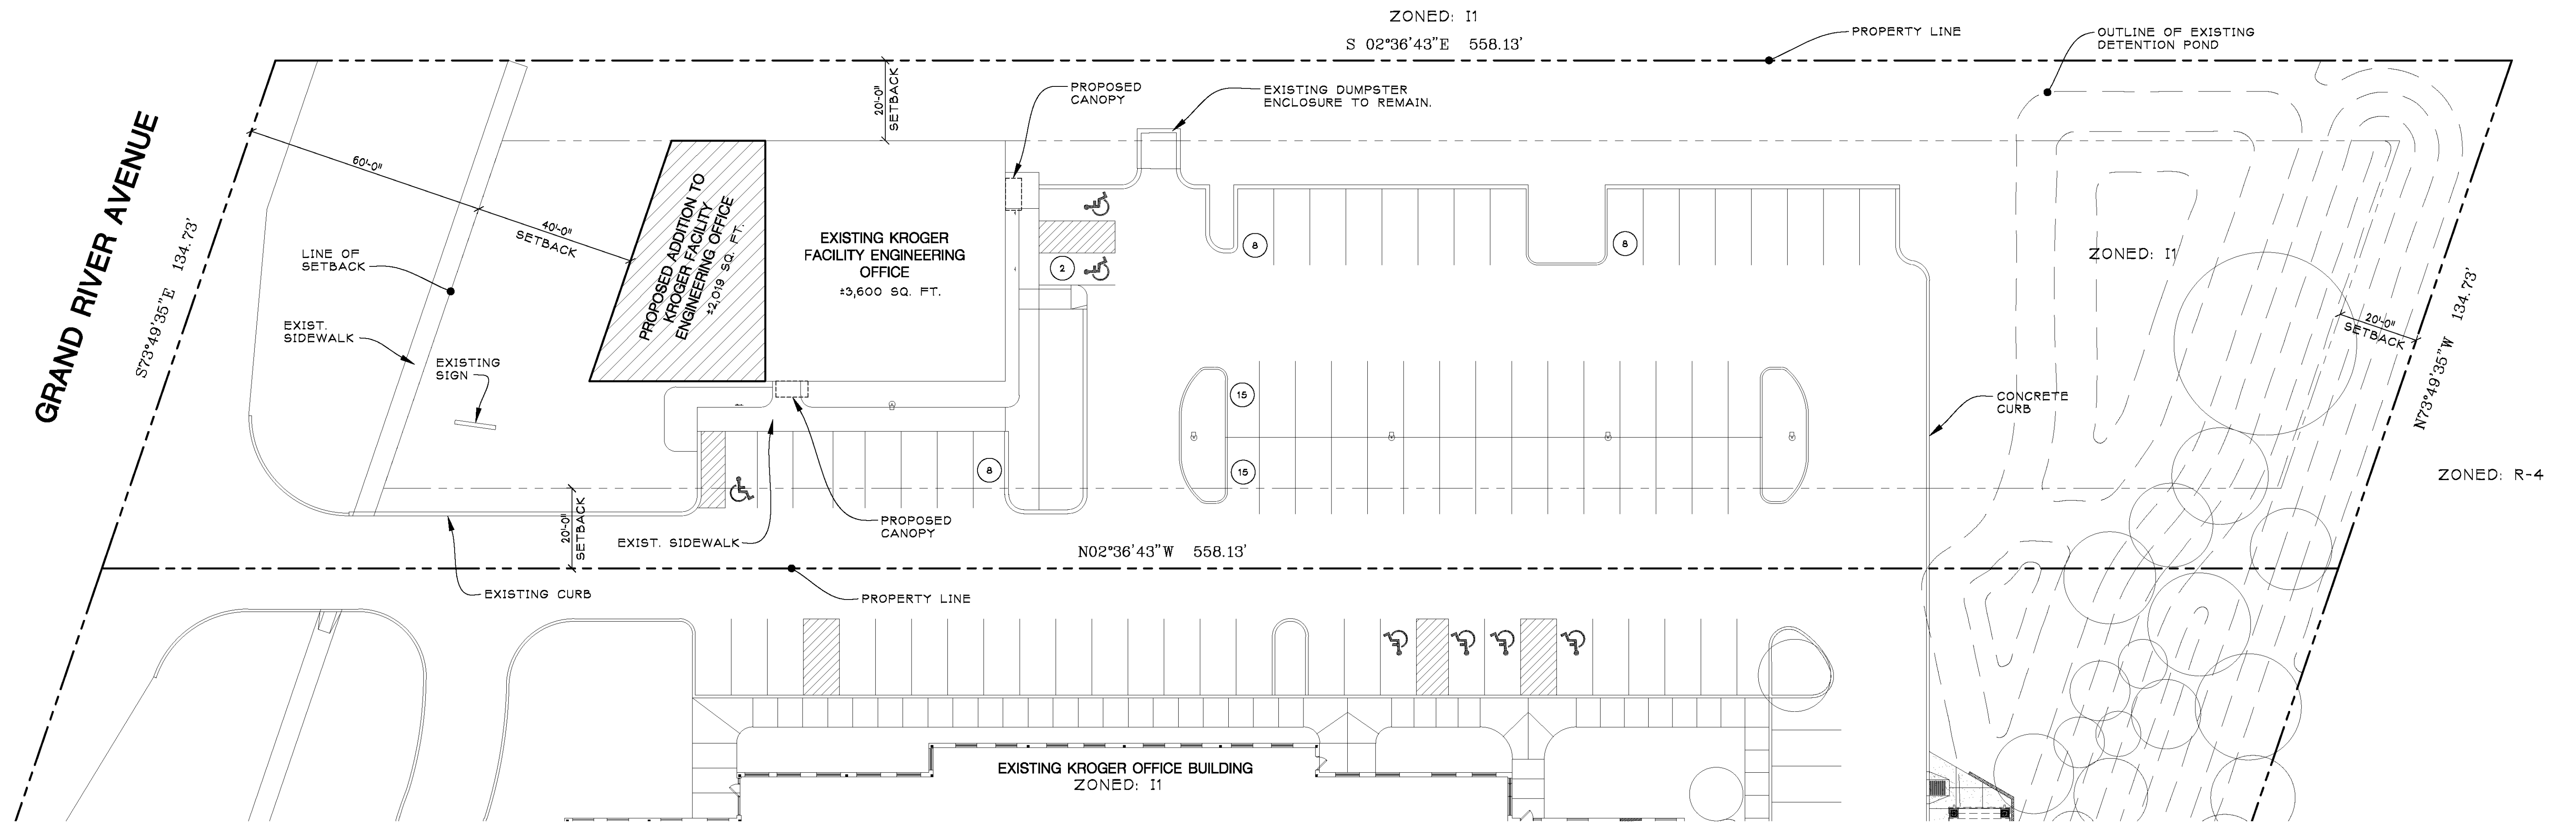 ZONED: I1
S 02°36'43"E 558.13'
PROPERTY LINE
OUTLINE OF EXISTING
DETENTION POND
20'-0"
SETBACK
PROPOSED
CANOPY
EXISTING DUMPSTER
ENCLOSURE TO REMAIN.
GRAND RIVER AVENUE
S73°49'35"E 134.73'
60'-0"
40'-0"
SETBACK
LINE OF
SETBACK
EXIST.
SIDEWALK
EXISTING
SIGN
PROPOSED ADDITION TO
KROGER FACILITY
ENGINEERING OFFICE
±2,019 SQ. FT.
EXISTING KROGER
FACILITY ENGINEERING
OFFICE
±3,600 SQ. FT.
2
8
8
ZONED: I1
20'-0"
SETBACK
N73°49'35"W 134.73'
15
15
8
CONCRETE
CURB
ZONED: R-4
20'-0"
SETBACK
EXIST. SIDEWALK
PROPOSED
CANOPY
N02°36'43"W 558.13'
EXISTING CURB
PROPERTY LINE
EXISTING KROGER OFFICE BUILDING
ZONED: I1